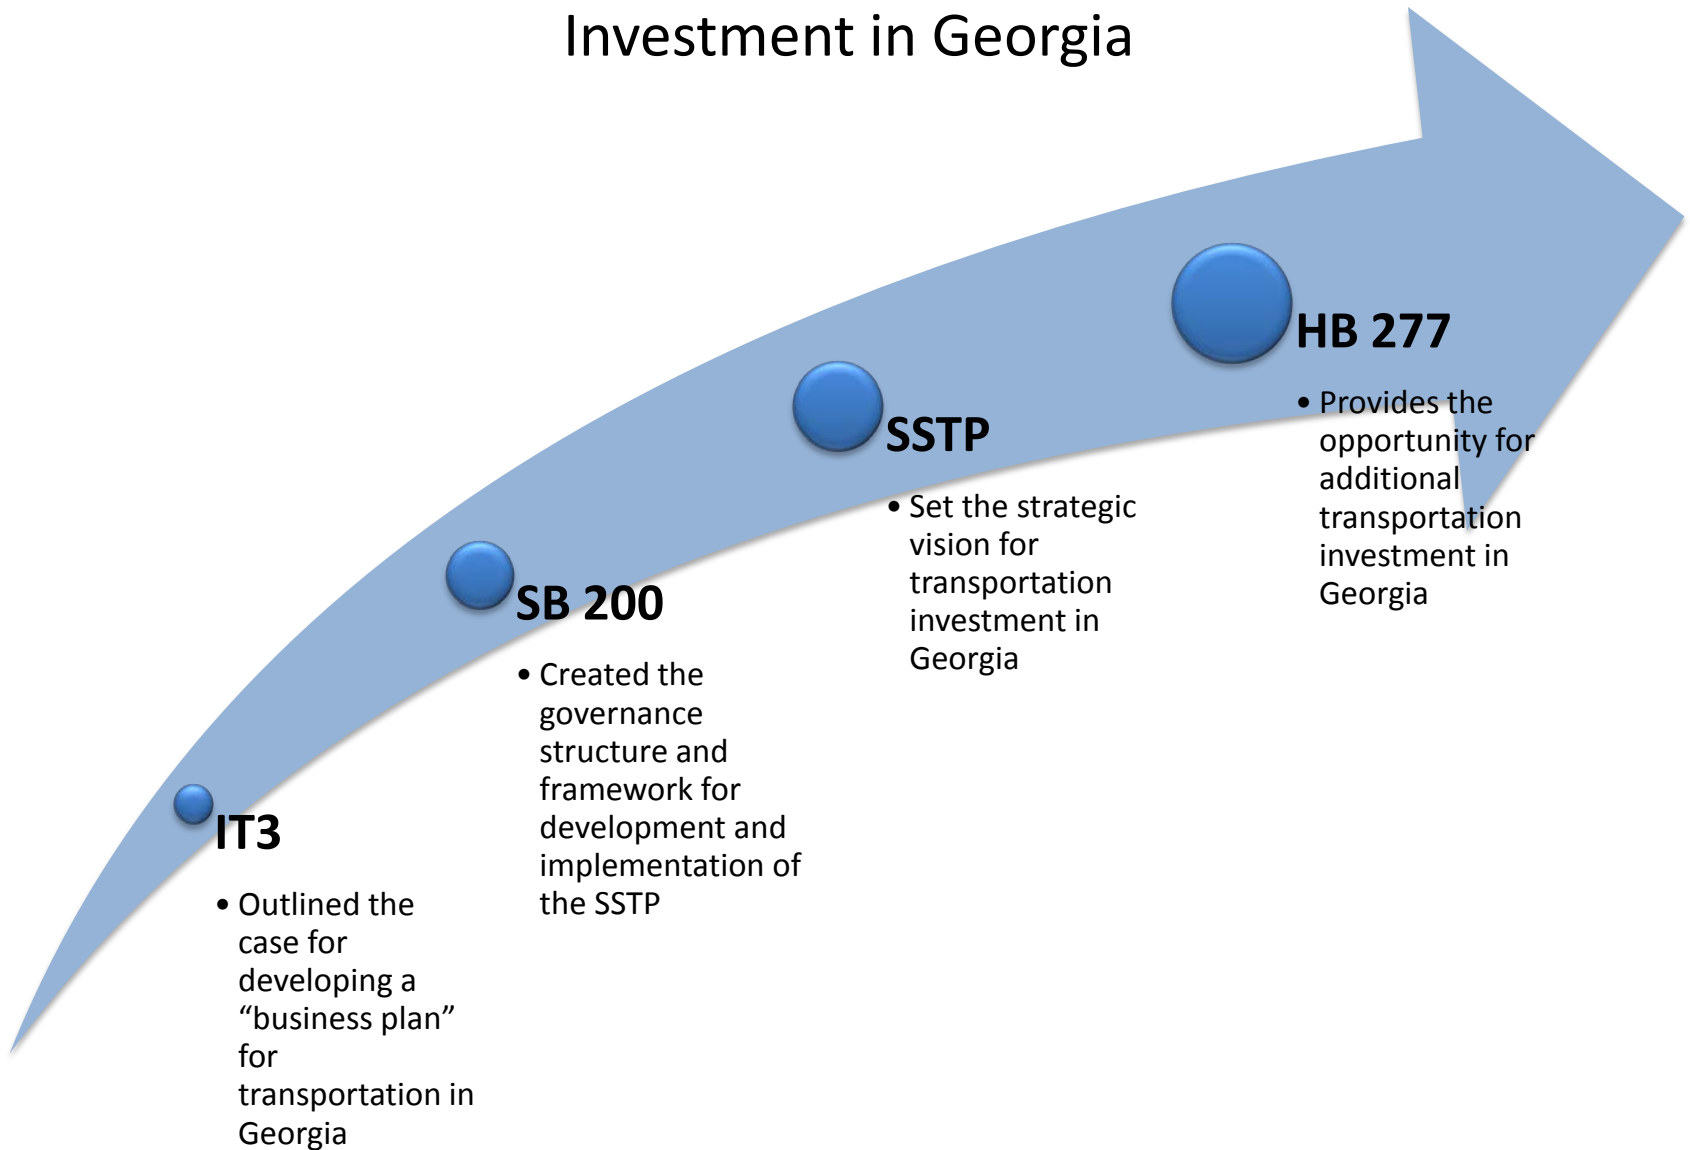 Investment in Georgia
IT3
• Outlined the
case for
developing a
“business plan”
for
transportation in
Georgia
SB 200
• Created the
governance
structure and
framework for
development and
implementation of
the SSTP
SSTP
• Set the strategic
vision for
transportation
investment in
Georgia
HB 277
• Provides the
opportunity for
additional
transportation
investment in
Georgia